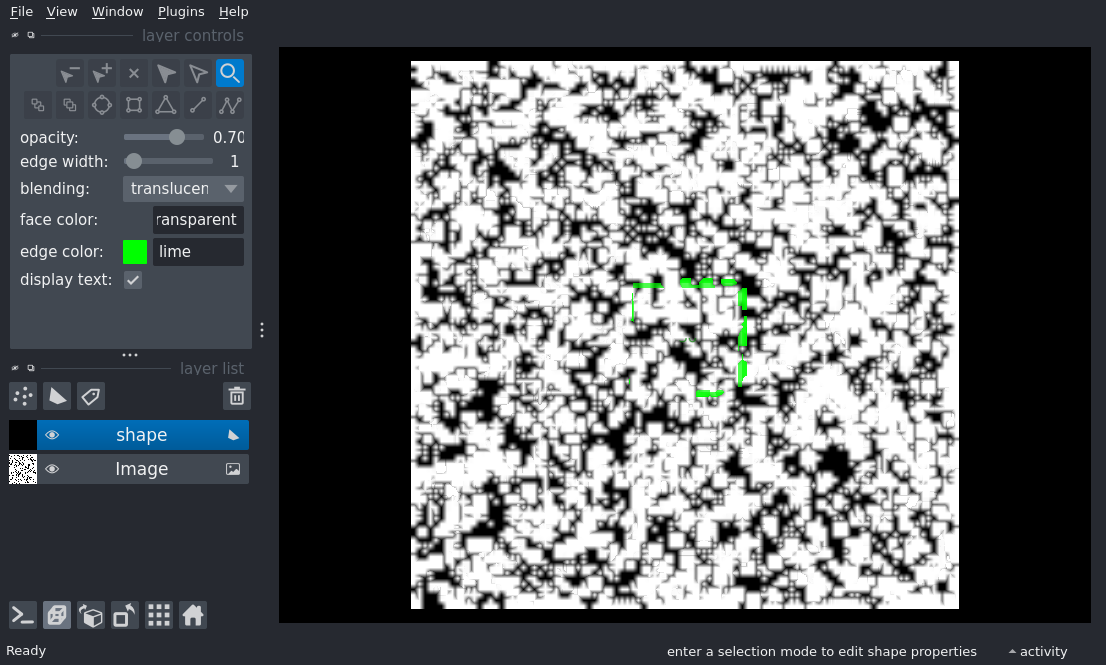 File View Window Plugins Help
layer controls
opacity: 0.70
edge width: 1
blending: translucen
face color: ransparent
edge color: lime
display text:
layer list
shape
Image
Ready
enter a selection mode to edit shape properties
activity